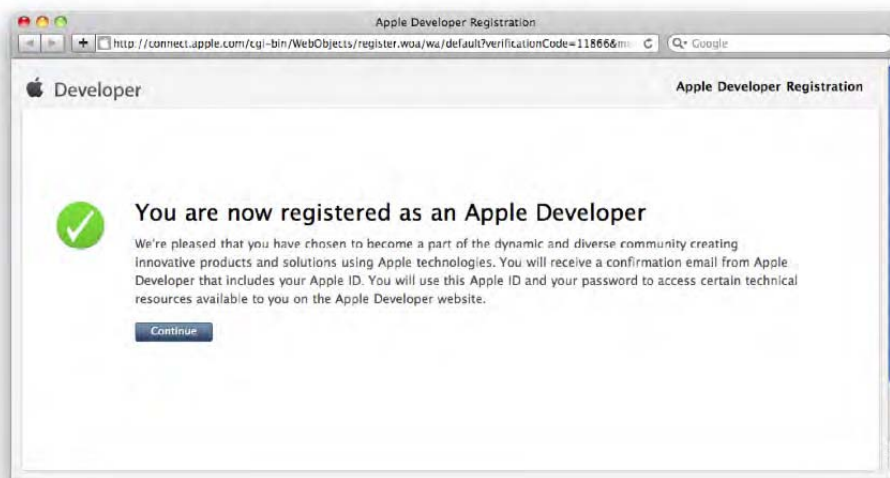 Apple Developer Registration
http://connect.apple.com/cgi-bin/WebObjects/register.woa/wa/default?verificationCode=11866&m
Google
Developer
Apple Developer Registration
You are now registered as an Apple Developer
We're pleased that you have chosen to become a part of the dynamic and diverse community creating
innovative products and solutions using Apple technologies. You will receive a confirmation email from Apple
Developer that includes your Apple ID. You will use this Apple ID and your password to access certain technical
resources available to you on the Apple Developer website.
Continue